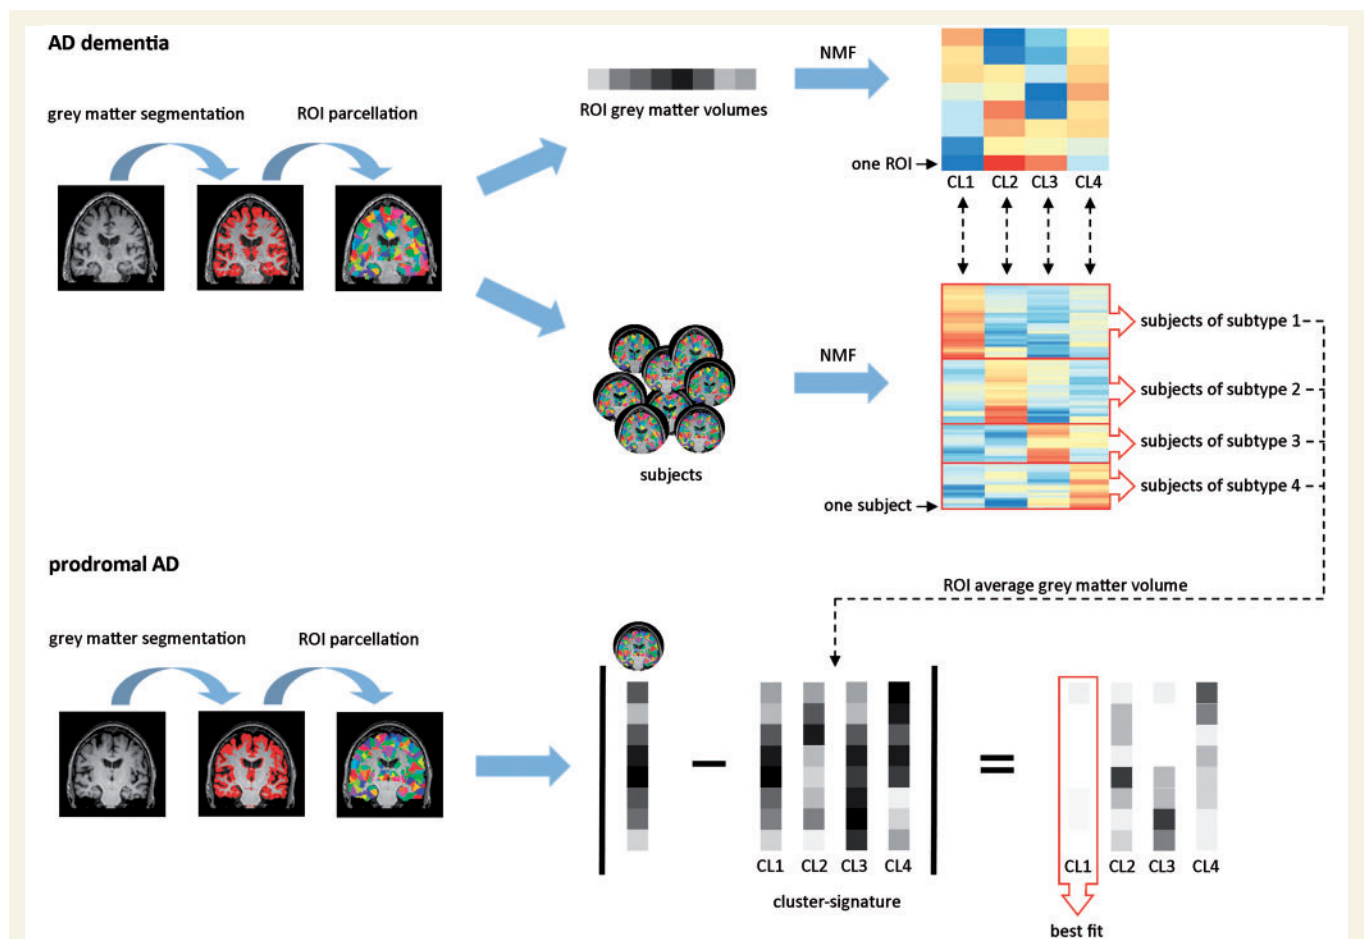 AD dementia
grey matter segmentation
ROI parcellation
ROI grey matter volumes
NMF
one ROI
CL1 CL2 CL3 CL4
subjects
NMF
subjects of subtype 1
subjects of subtype 2
subjects of subtype 3
subjects of subtype 4
one subject
prodromal AD
grey matter segmentation
ROI parcellation
ROI average grey matter volume
CL1 CL2 CL3 CL4
cluster-signature
CL1 CL2 CL3 CL4
best fit